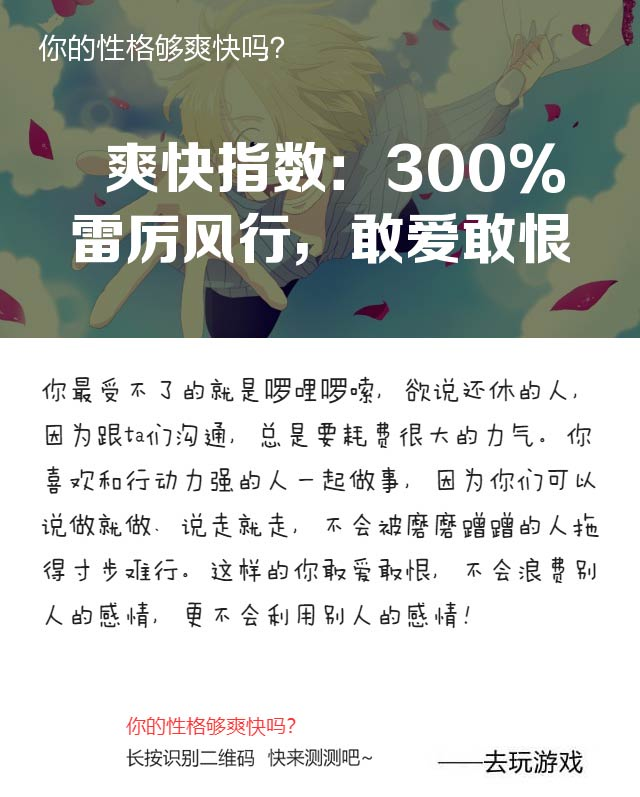 你的性格够爽快吗？
爽快指数：300%
雷厉风行，敢爱敢恨
你最受不了的就是啰哩啰嗦，欲说还休的人，
因为跟ta们沟通，总是要耗费很大的力气。你
喜欢和行动力强的人一起做事，因为你们可以
说做就做、说走就走，不会被磨磨蹭蹭的人拖
得寸步难行。这样的你敢爱敢恨，不会浪费别
人的感情，更不会利用别人的感情！
你的性格够爽快吗？
长按识别二维码 快来测测吧~
——去玩游戏